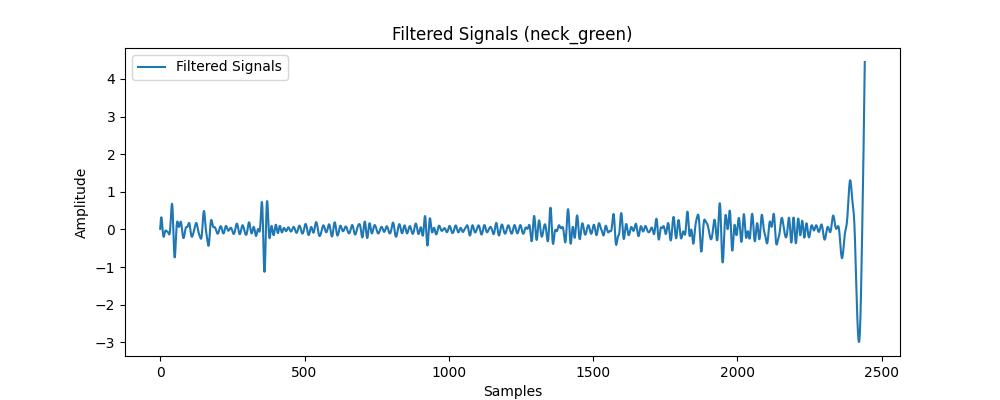 Filtered Signals (neck_green)
Filtered Signals
4
3
2
1
0
−1
−2
−3
Amplitude
0 500 1000 1500 2000 2500
Samples